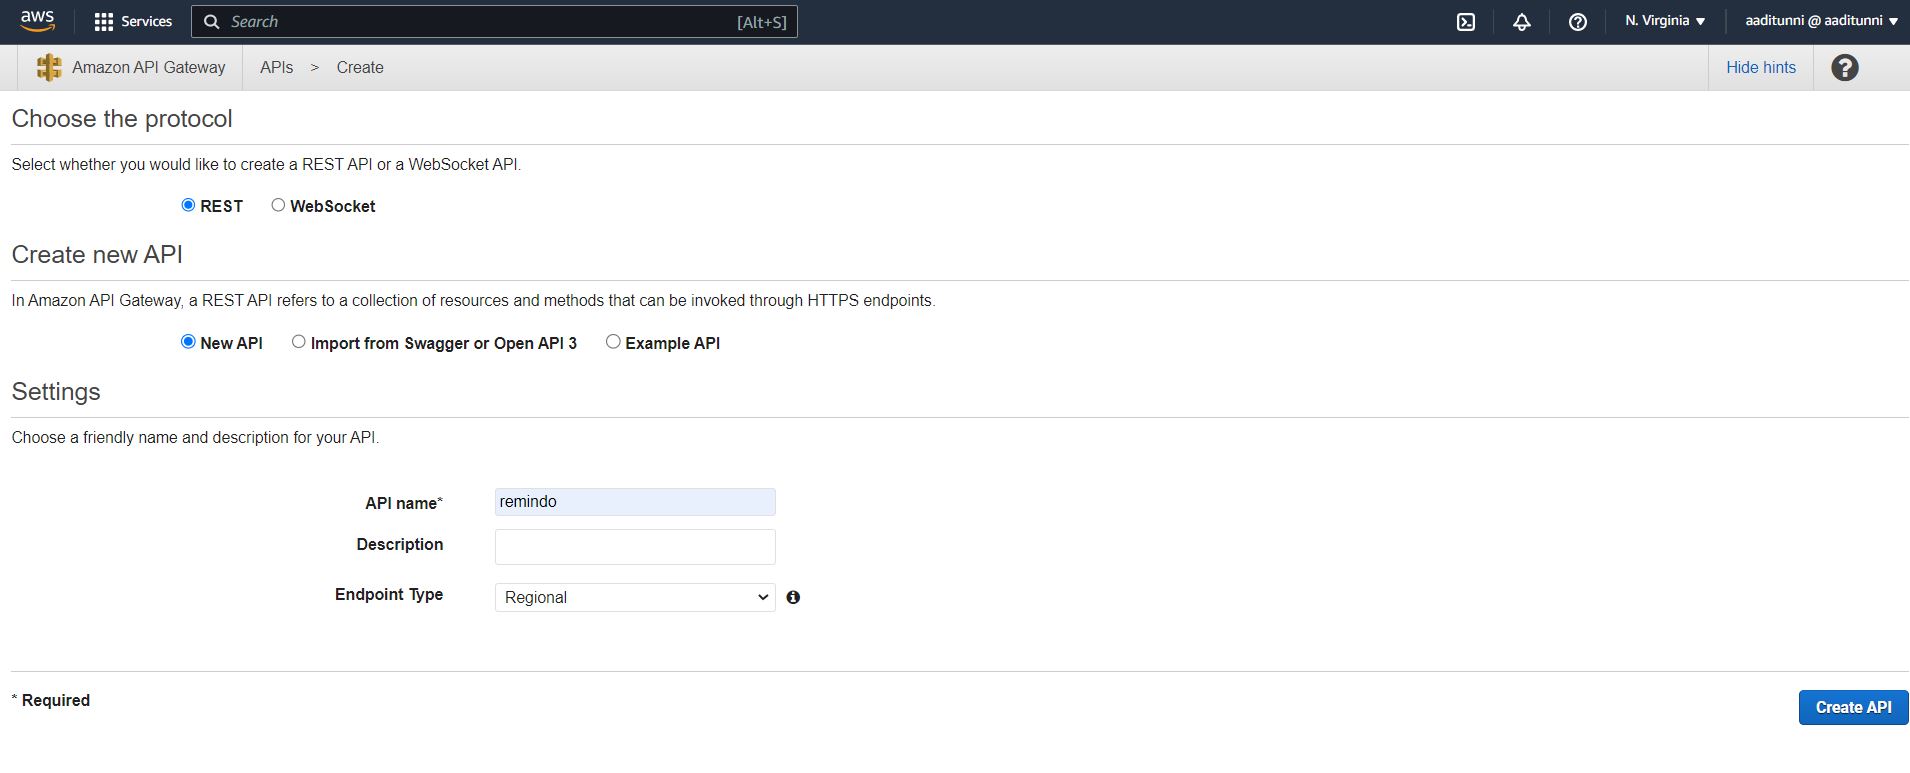 aws Services Search [Alt+S] N. Virginia aaditunni @ aaditunni
Amazon API Gateway APIs > Create Hide hints
Choose the protocol
Select whether you would like to create a REST API or a WebSocket API.
REST WebSocket
Create new API
In Amazon API Gateway, a REST API refers to a collection of resources and methods that can be invoked through HTTPS endpoints.
New API Import from Swagger or Open API 3 Example API
Settings
Choose a friendly name and description for your API.
API name* remindo
Description
Endpoint Type Regional
* Required
Create API